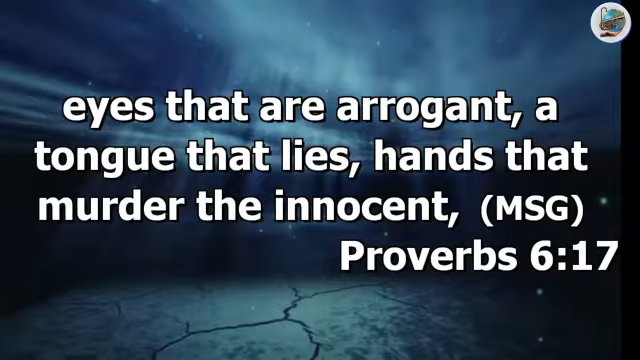 eyes that are arrogant, a
tongue that lies, hands that
murder the innocent, (MSG)
Proverbs 6:17